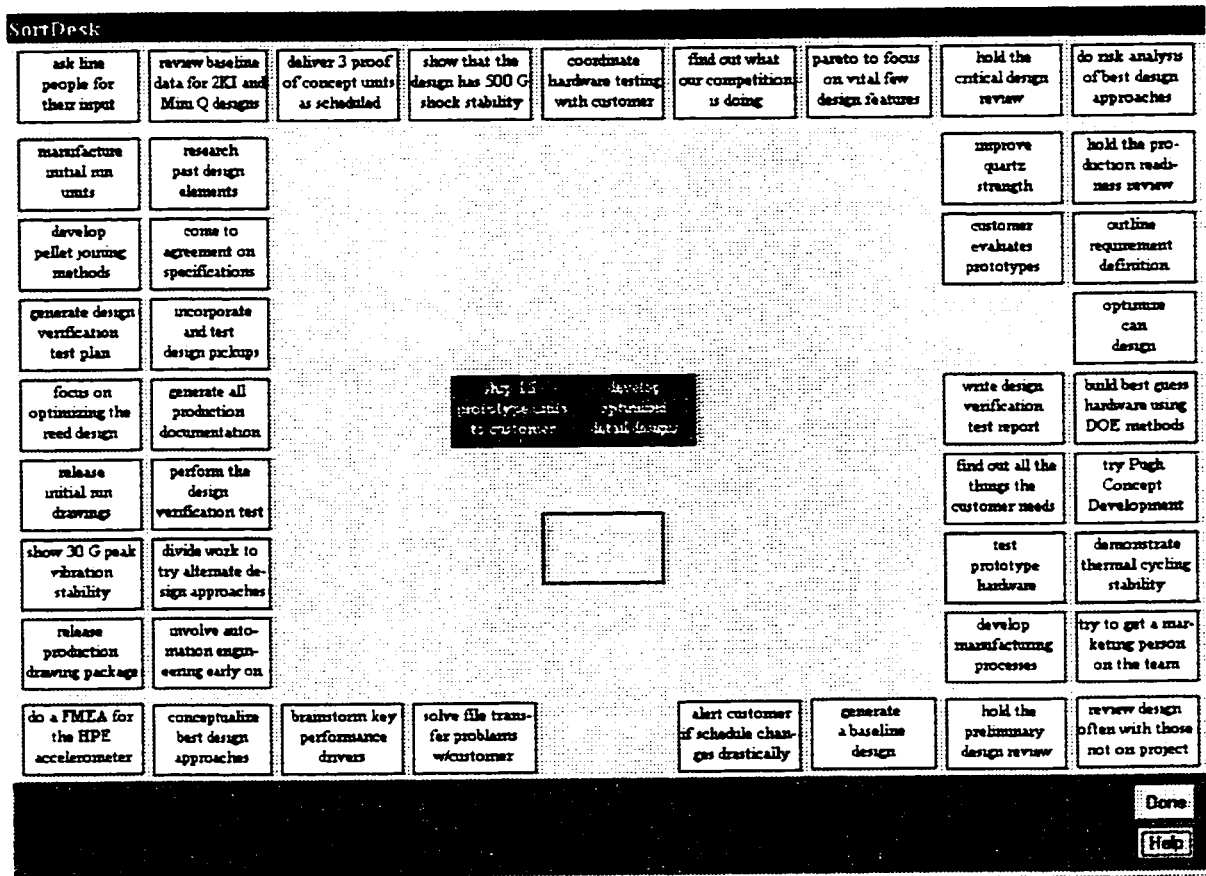 SortDesk
ask line
people for
their input
review baseline
data for 2KI and
Mini Q designs
deliver 3 proof
of concept units
as scheduled
show that the
design has 500 G
shock stability
coordinate
hardware testing
with customer
find out what
our competition
is doing
pareto to focus
on vital few
design features
hold the
critical design
review
do risk analysis
of best design
approaches
manufacture
initial run
units
research
past design
elements
improve
quartz
strength
hold the pro-
duction readi-
ness review
develop
pellet joining
methods
come to
agreement on
specifications
customer
evaluates
prototypes
outline
requirement
definition
generate design
verification
test plan
incorporate
and test
design pickups
optimize
can
design
focus on
optimizing the
reed design
generate all
production
documentation
ship
prototype units
to customer
develop
optimized
detail designs
write design
verification
test report
build best guess
hardware using
DOE methods
release
initial run
drawings
perform the
design
verification test
find out all the
things the
customer needs
try Pugh
Concept
Development
show 30 G peak
vibration
stability
divide work to
try alternate de-
sign approaches
test
prototype
hardware
demonstrate
thermal cycling
stability
release
production
drawing package
involve auto-
mation engin-
eering early on
develop
manufacturing
processes
try to get a mar-
keting person
on the team
do a FMEA for
the HPE
accelerometer
conceptualize
best design
approaches
brainstorm key
performance
drivers
solve file trans-
fer problems
w/customer
alert customer
if schedule chan-
ges drastically
generate
a baseline
design
hold the
preliminary
design review
review design
often with those
not on project
Done
Help